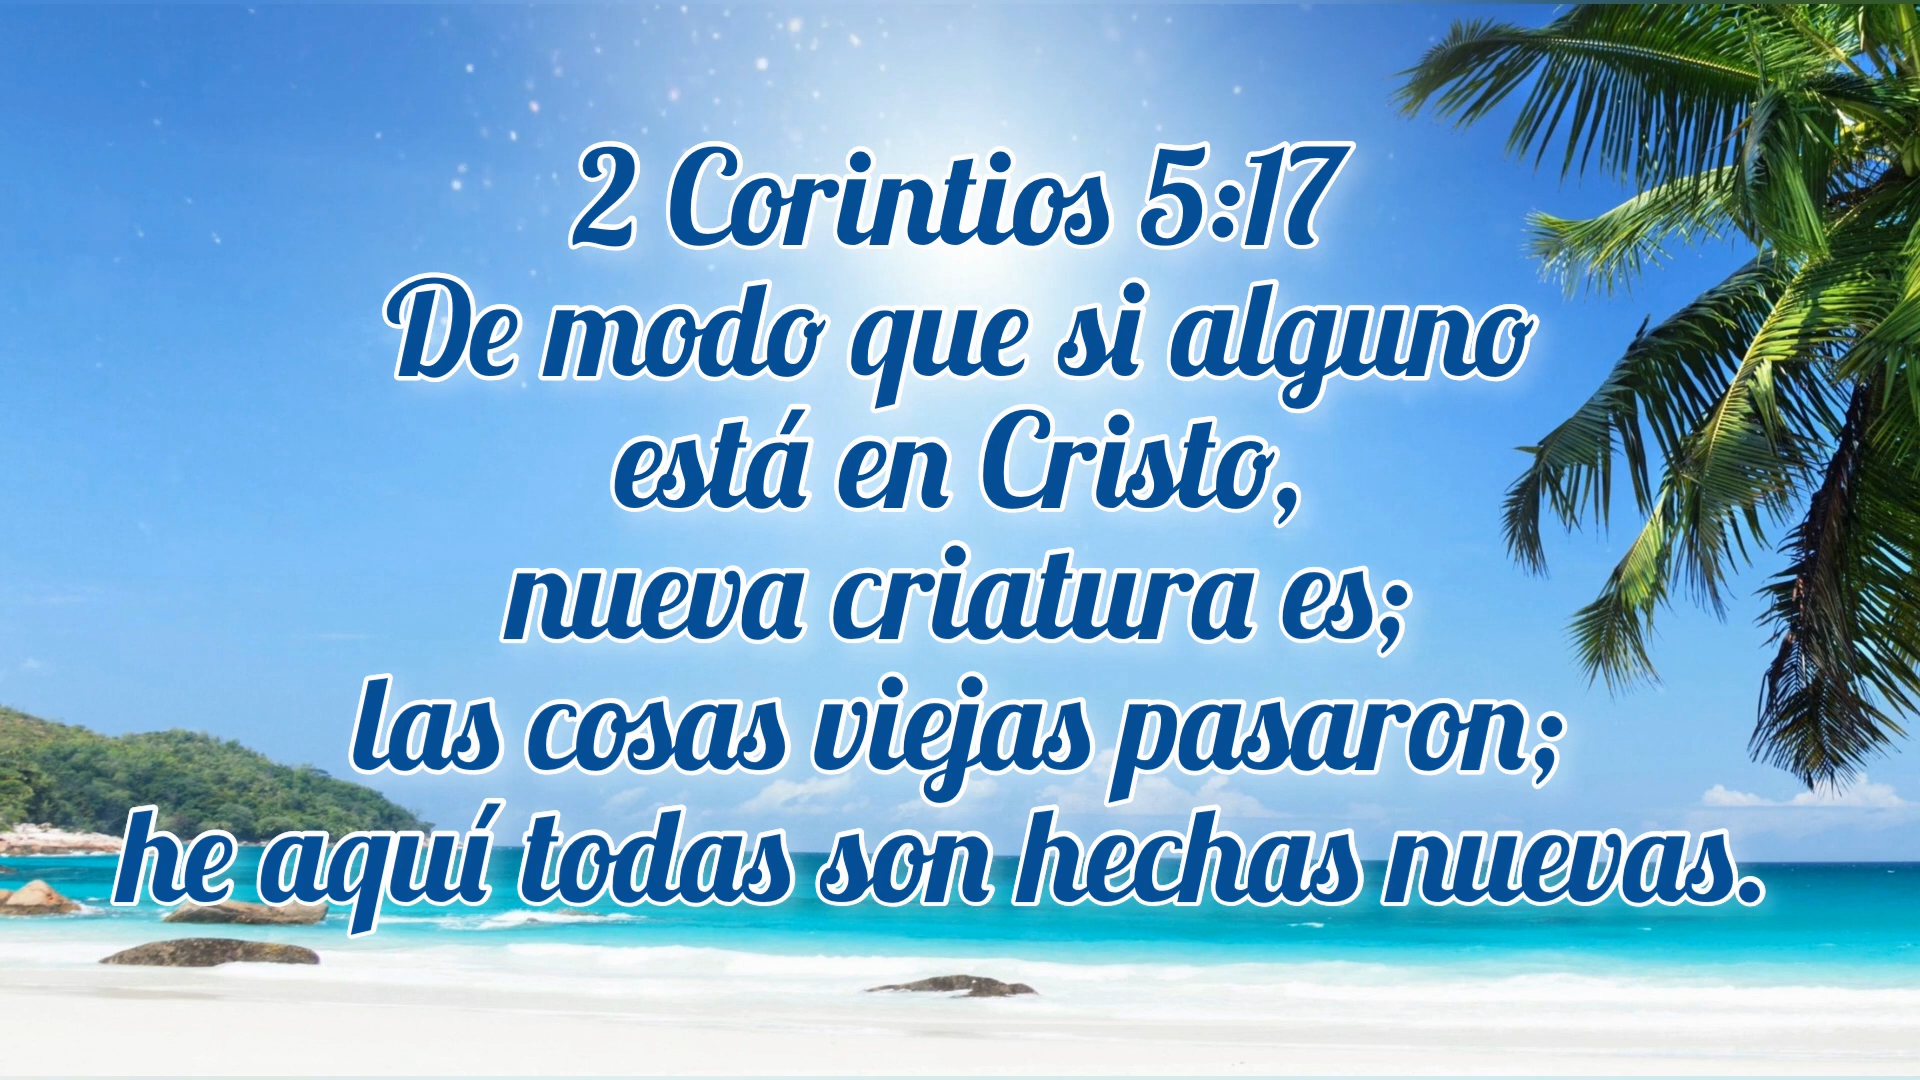 2 Corintios 5:17
De modo que si alguno
está en Cristo,
nueva criatura es;
las cosas viejas pasaron;
he aquí todas son hechas nuevas.